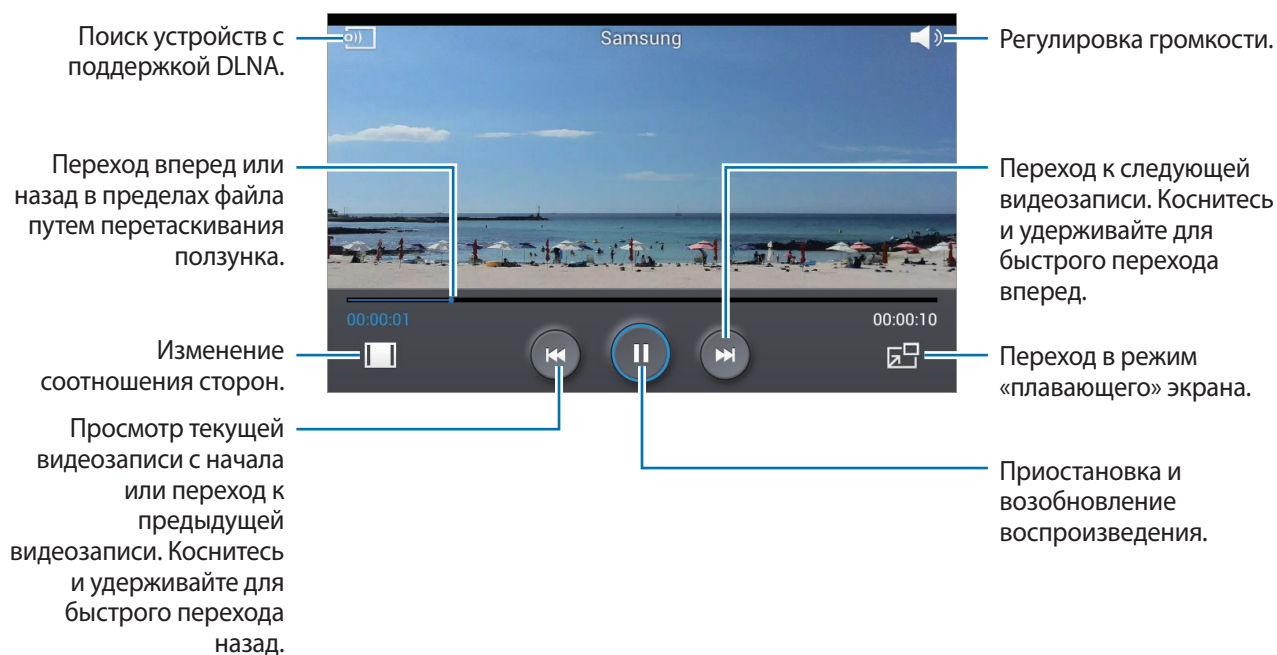 Поиск устройств с
поддержкой DLNA.
Samsung
Регулировка громкости.
Переход вперед или
назад в пределах файла
путем перетаскивания
ползунка.
Переход к следующей
видеозаписи. Коснитесь
и удерживайте для
быстрого перехода
вперед.
00:00:01
00:00:10
Изменение
соотношения сторон.
Переход в режим
«плавающего» экрана.
Просмотр текущей
видеозаписи с начала
или переход к
предыдущей
видеозаписи. Коснитесь
и удерживайте для
быстрого перехода
назад.
Приостановка и
возобновление
воспроизведения.